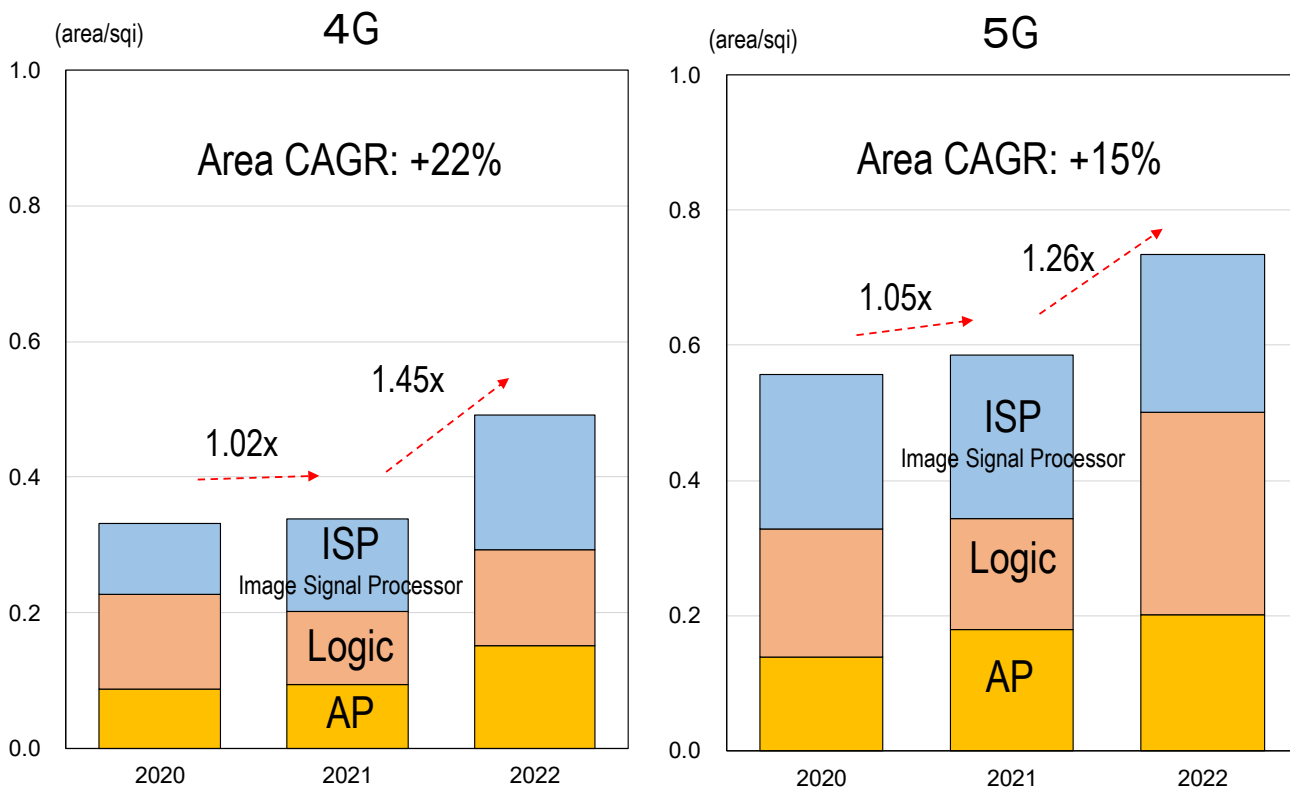 4G
(area/sqi)
1.0
Area CAGR: +22%
0.8
0.6
1.45x
1.02x
0.4
ISP
Image Signal Processor
0.2
Logic
AP
0.0
2020 2021 2022
5G
(area/sqi)
1.0
Area CAGR: +15%
0.8
1.26x
1.05x
0.6
ISP
Image Signal Processor
0.4
Logic
0.2
AP
0.0
2020 2021 2022